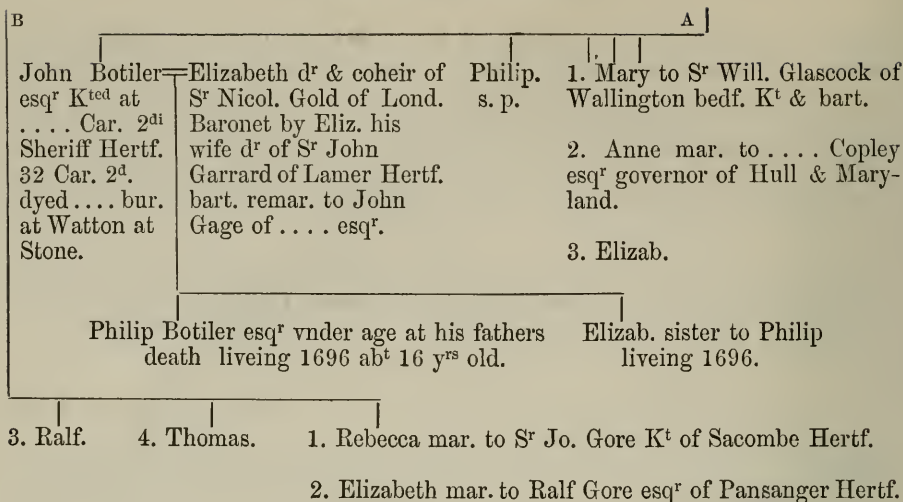 B
A
John Botiler
esqʳ Kᵗᵉᵈ at
. . . . Car. 2ᵈⁱ
Sheriff Hertf.
32 Car. 2ᵈ.
dyed . . . . bur.
at Watton at
Stone.
Elizabeth dʳ & coheir of
Sʳ Nicol. Gold of Lond.
Baronet by Eliz. his
wife dʳ of Sʳ John
Garrard of Lamer Hertf.
bart. remar. to John
Gage of . . . . esqʳ.
Philip.
s. p.
1. Mary to Sʳ Will. Glascock of
Wallington bedf. Kᵗ & bart.
2. Anne mar. to . . . . Copley
esqʳ governor of Hull & Mary-
land.
3. Elizab.
Philip Botiler esqʳ vnder age at his fathers
death liveing 1696 abᵗ 16 yʳˢ old.
Elizab. sister to Philip
liveing 1696.
3. Ralf.
4. Thomas.
1. Rebecca mar. to Sʳ Jo. Gore Kᵗ of Sacombe Hertf.
2. Elizabeth mar. to Ralf Gore esqʳ of Pansanger Hertf.